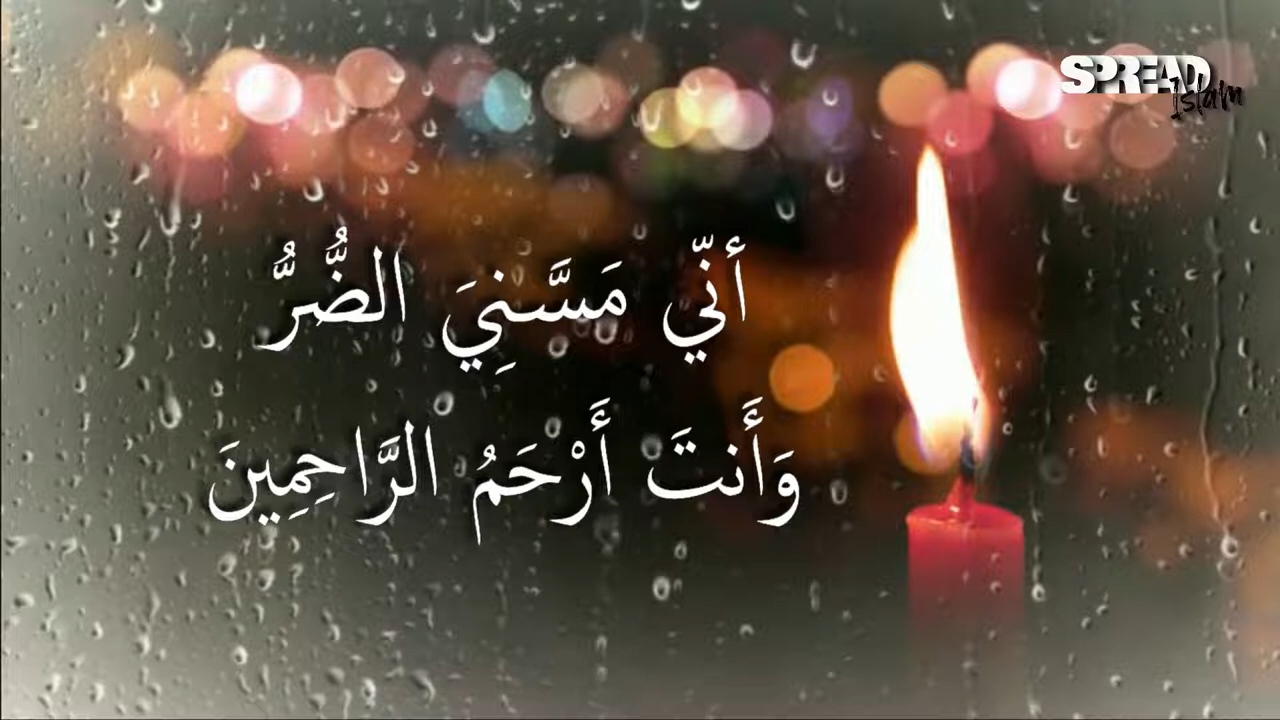 SPREAD
Islam
أنّي مَسَّنِيَ الضُّرُّ
وَأَنتَ أَرْحَمُ الرَّاحِمِينَ